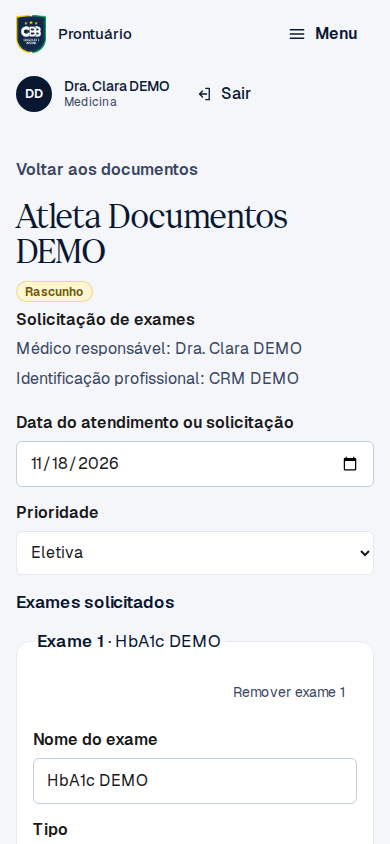 CBB
Prontuário
Menu
DD
Dra. Clara DEMO
Medicina
Sair
Voltar aos documentos
Atleta Documentos
DEMO
Rascunho
Solicitação de exames
Médico responsável: Dra. Clara DEMO
Identificação profissional: CRM DEMO
Data do atendimento ou solicitação
11/18/2026
Prioridade
Eletiva
Exames solicitados
Exame 1 · HbA1c DEMO
Remover exame 1
Nome do exame
HbA1c DEMO
Tipo